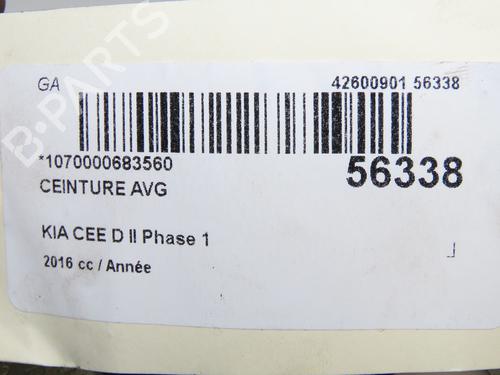 GA 42600901 56338
*1070000683560 56338
CEINTURE AVG
KIA CEE D II Phase 1
2016 cc / Année
B-PARTS